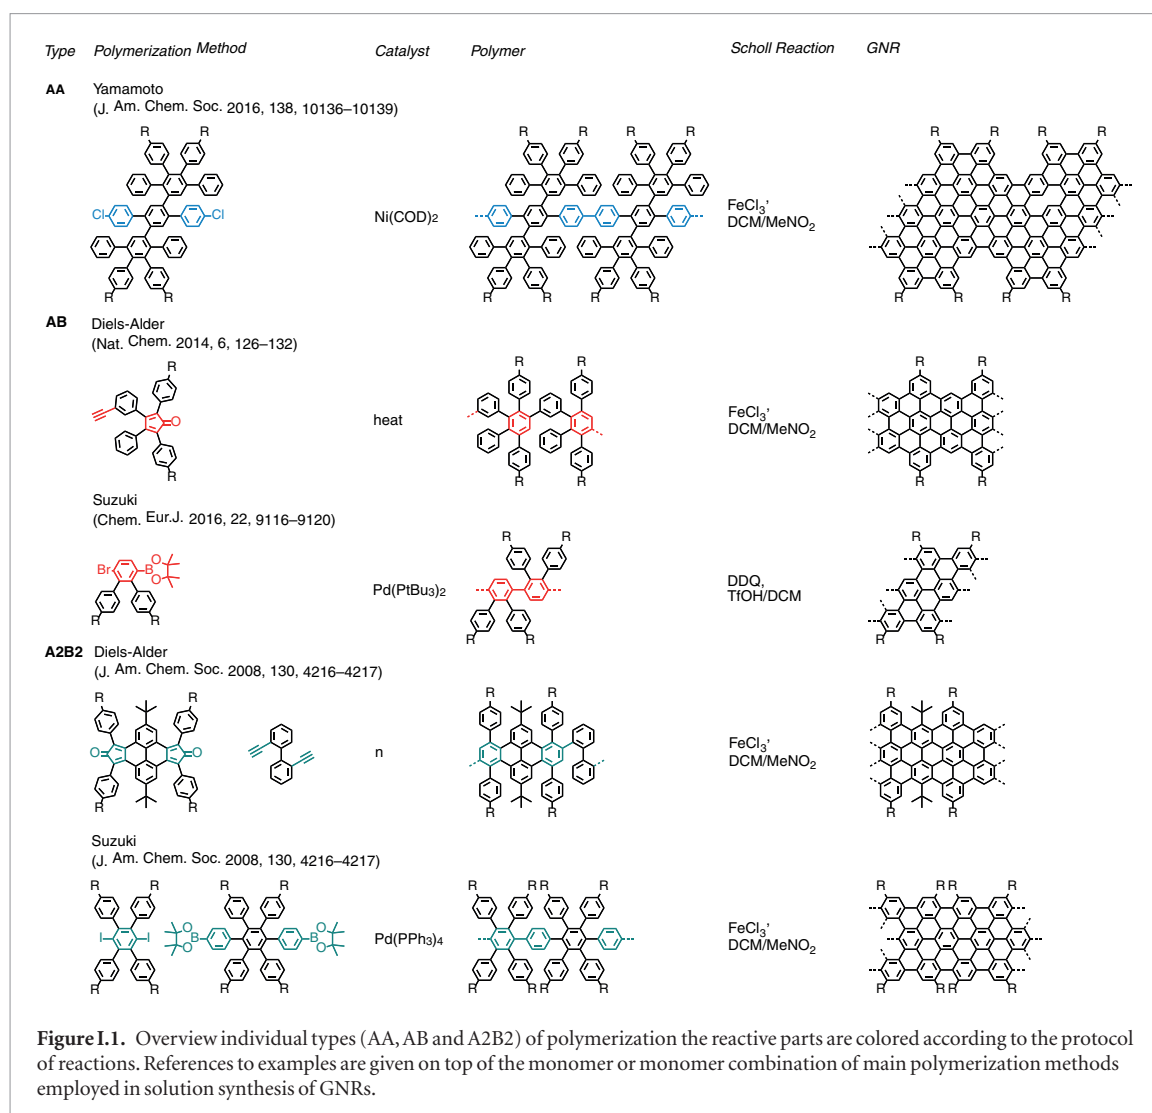 Type Polymerization Method Catalyst Polymer Scholl Reaction GNR
AA Yamamoto
(J. Am. Chem. Soc. 2016, 138, 10136–10139)
R R R R R R R R R R
Cl Cl Ni(COD)2 FeCl3,
DCM/MeNO2
R R R R R R R R R R
AB Diels-Alder
(Nat. Chem. 2014, 6, 126–132)
R R R R R
O heat FeCl3,
DCM/MeNO2
R R R R R
Suzuki
(Chem. Eur.J. 2016, 22, 9116–9120)
R R R R
Br B O O Pd(PtBu3)2 DDQ,
TfOH/DCM
R R R R R R
A2B2 Diels-Alder
(J. Am. Chem. Soc. 2008, 130, 4216–4217)
R R R R R
O O n FeCl3,
DCM/MeNO2
R R R R R
Suzuki
(J. Am. Chem. Soc. 2008, 130, 4216–4217)
R R R R R R R R R R R R
I I O B O O B O Pd(PPh3)4 FeCl3,
DCM/MeNO2
R R R R R R R R R R R R
Figure I.1. Overview individual types (AA, AB and A2B2) of polymerization the reactive parts are colored according to the protocol
of reactions. References to examples are given on top of the monomer or monomer combination of main polymerization methods
employed in solution synthesis of GNRs.